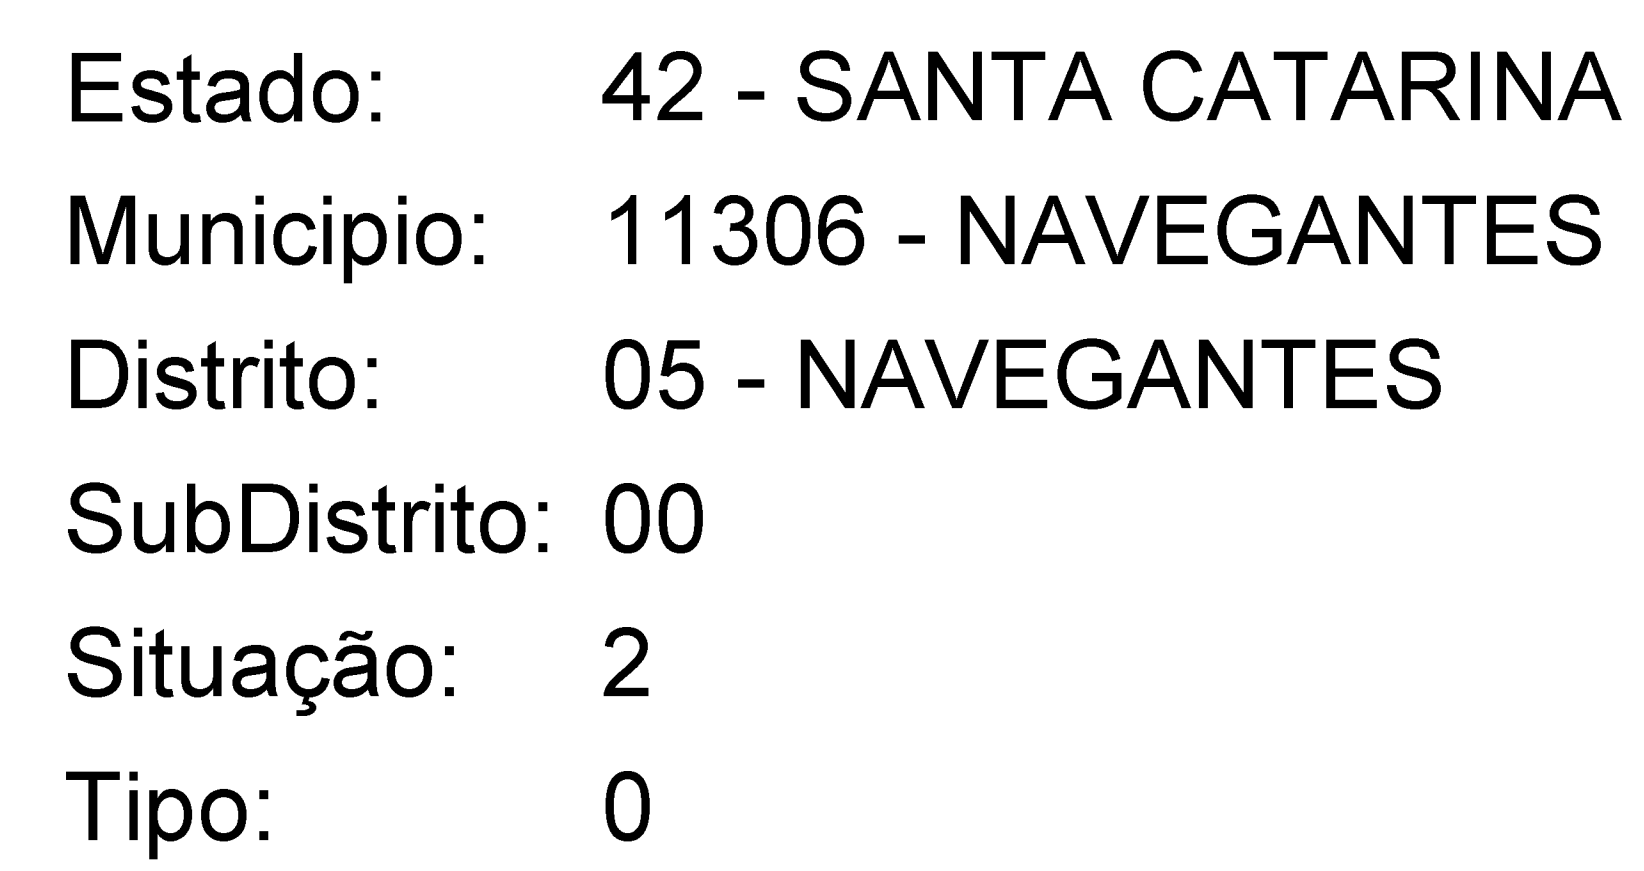 Estado: 42 - SANTA CATARINA
Municipio: 11306 - NAVEGANTES
Distrito: 05 - NAVEGANTES
SubDistrito: 00
Situação: 2
Tipo: 0